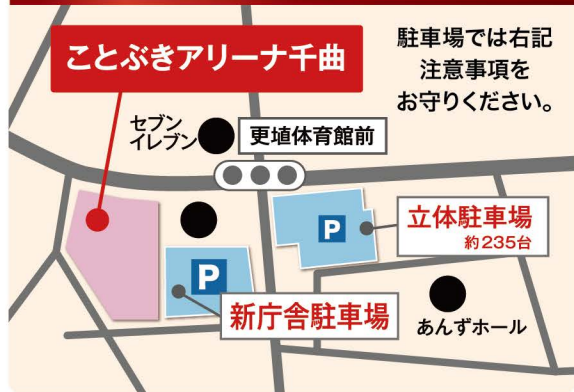 ことぶきアリーナ千曲
駐車場では右記
注意事項を
お守りください。
セブン
イレブン
更埴体育館前
P
立体駐車場
約235台
P
新庁舎駐車場
あんずホール